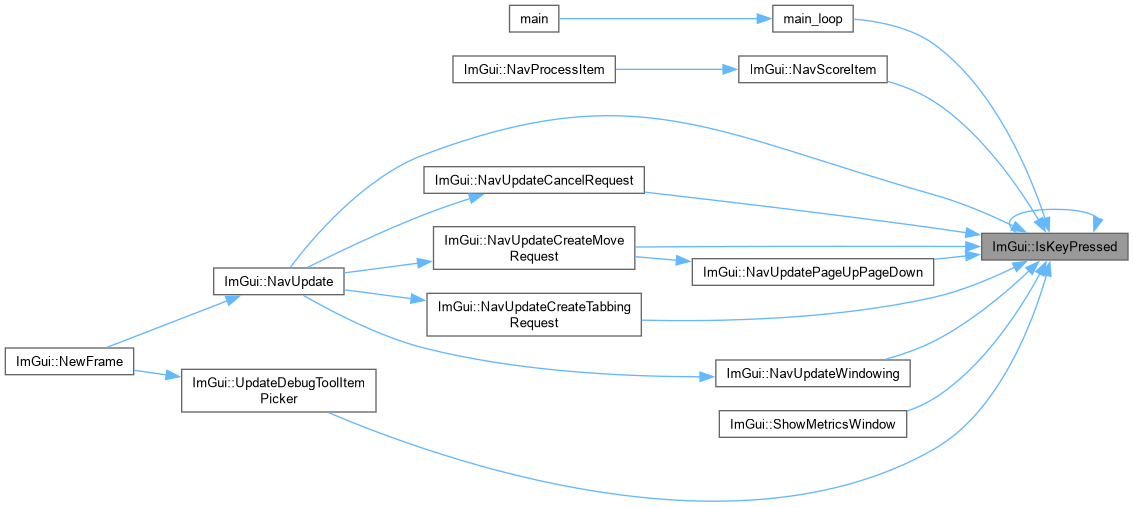 main
main_loop
ImGui::NavProcessItem
ImGui::NavScoreItem
ImGui::NavUpdateCancelRequest
ImGui::NavUpdateCreateMove
Request
ImGui::IsKeyPressed
ImGui::NavUpdatePageUpPageDown
ImGui::NavUpdate
ImGui::NavUpdateCreateTabbing
Request
ImGui::NewFrame
ImGui::UpdateDebugToolItem
Picker
ImGui::NavUpdateWindowing
ImGui::ShowMetricsWindow